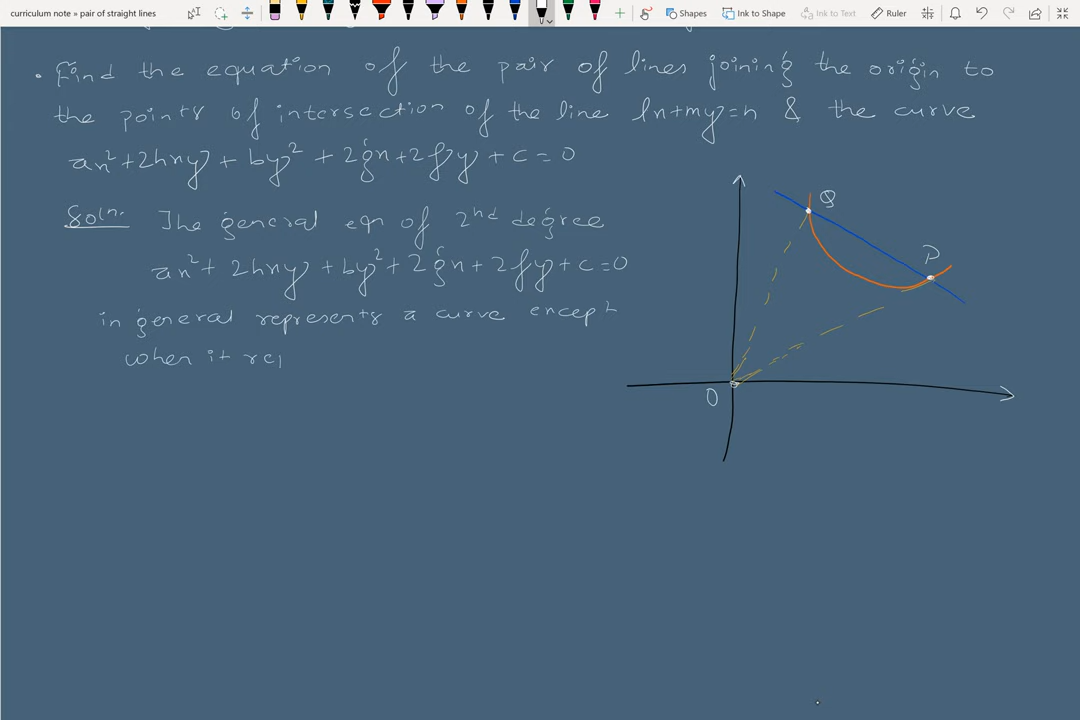 curriculum note » pair of straight lines
Shapes Ink to Shape Ink to Text Ruler
• Find the equation of the pair of lines joining the origin to
the points of intersection of the line lx+my=n & the curve
ax²+2hxy+by²+2gx+2fy+c=0
Soln. The general eqn of 2nd degree
ax²+2hxy+by²+2gx+2fy+c=0
in general represents a curve except
when it rep
Q
P
O